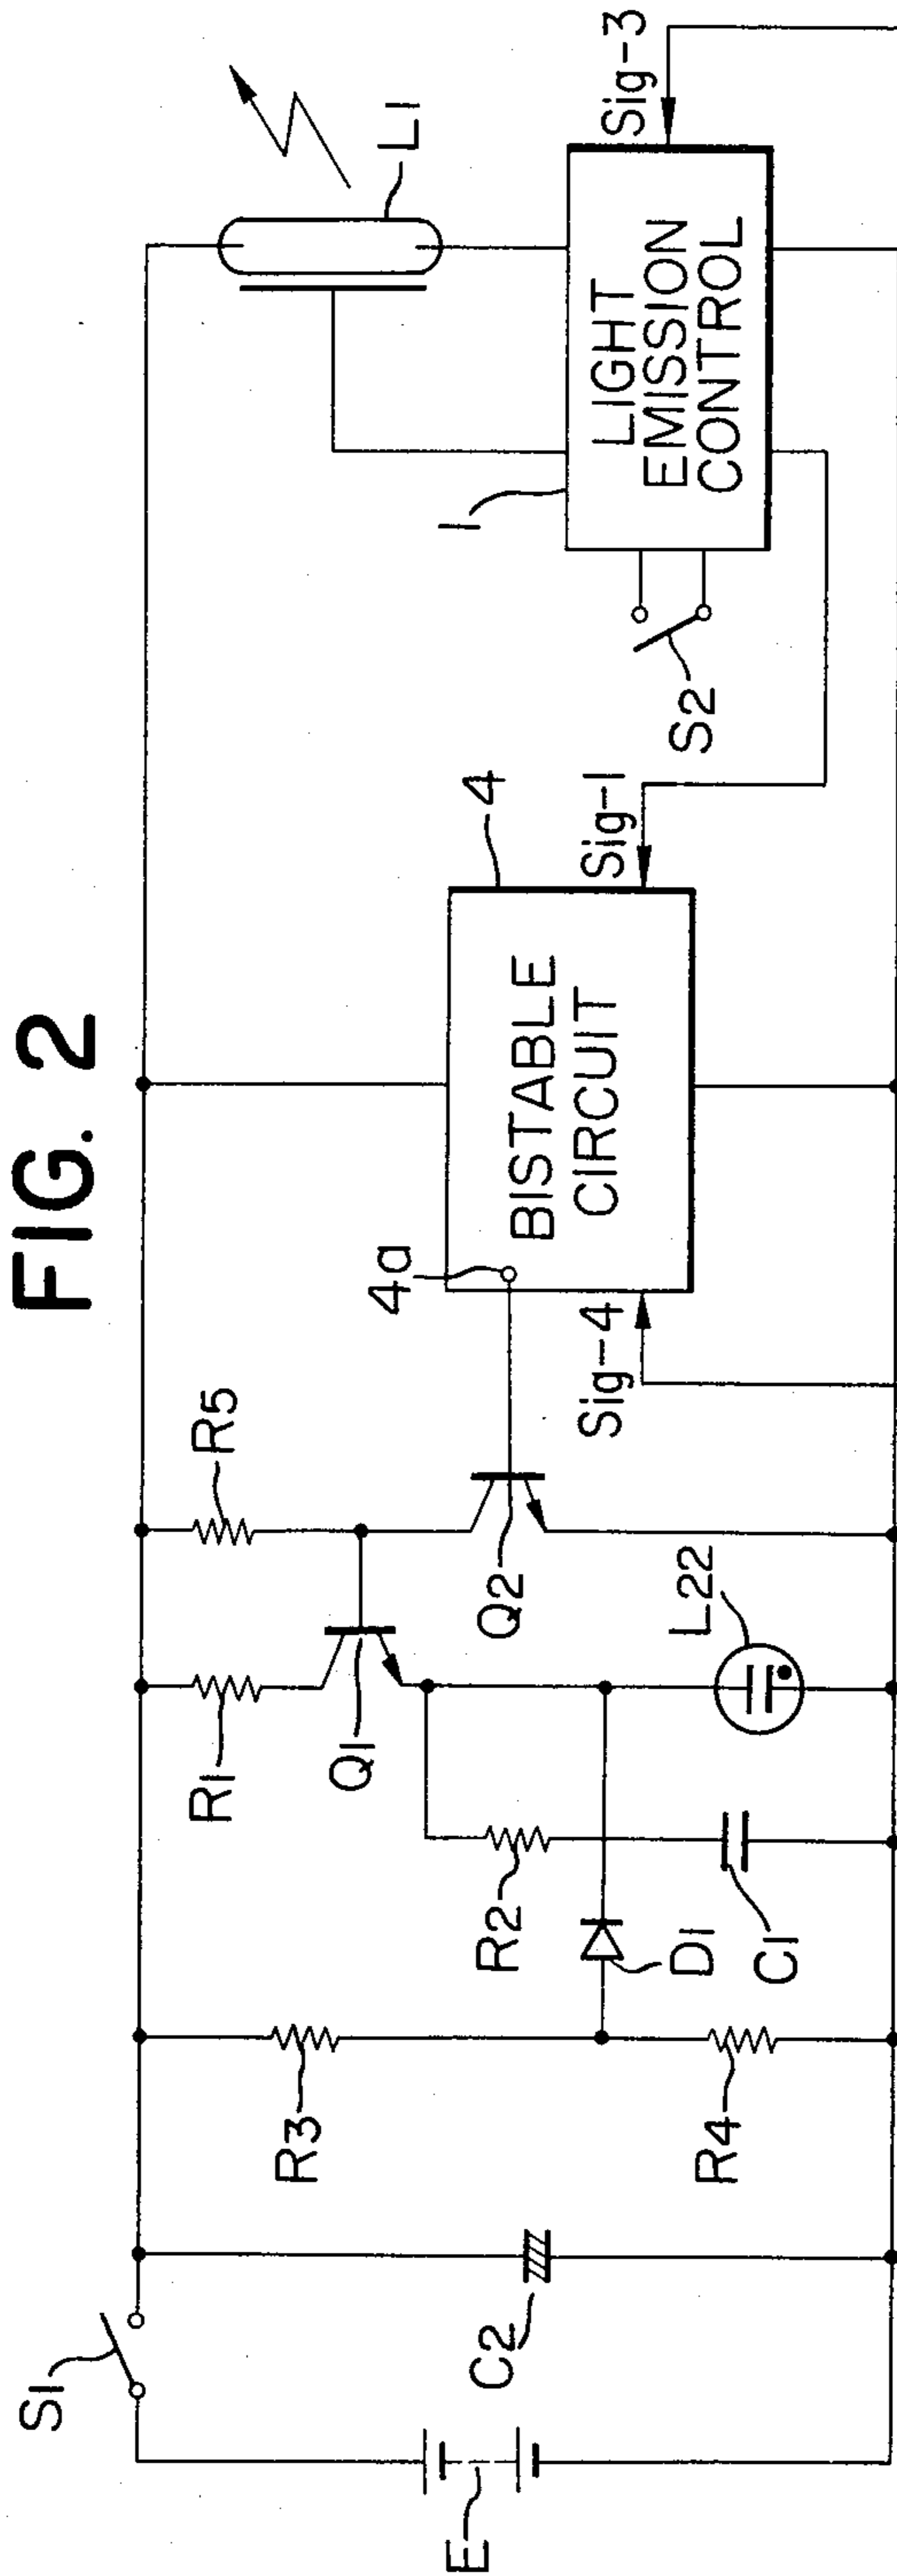 FIG. 2
S1
E
C2
R3
R4
D1
R2
C1
R1
Q1
L22
R5
Q2
4a
Sig-4
BISTABLE
CIRCUIT
4
Sig-1
S2
1
LIGHT
EMISSION
CONTROL
L1
Sig-3